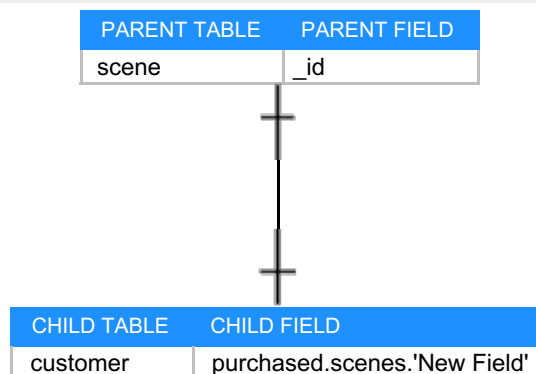 PARENT TABLE PARENT FIELD
scene _id
CHILD TABLE CHILD FIELD
customer purchased.scenes.'New Field'